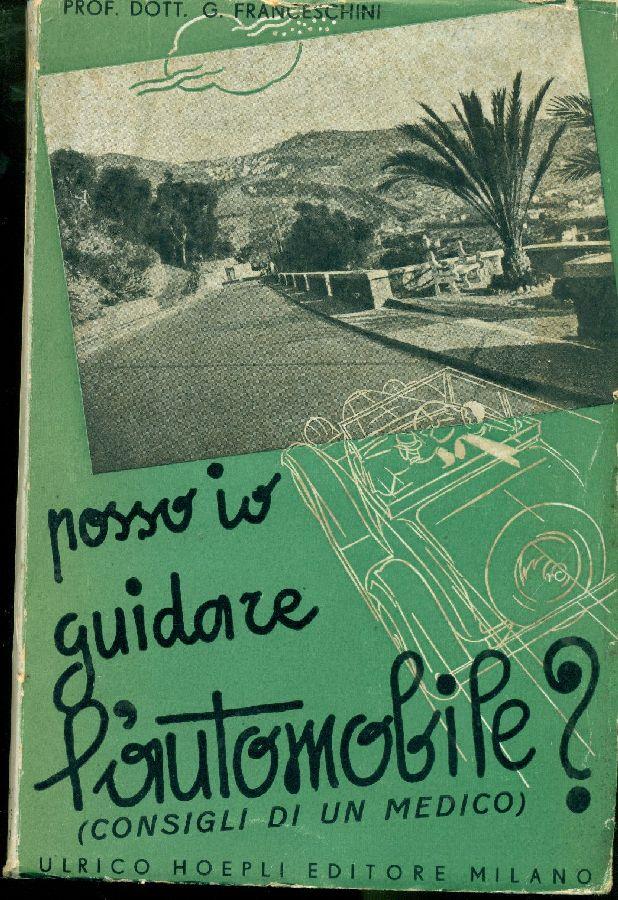 PROF. DOTT. G. FRANCESCHINI
posso io
guidare
l'automobile?
(CONSIGLI DI UN MEDICO)
ULRICO HOEPLI EDITORE MILANO